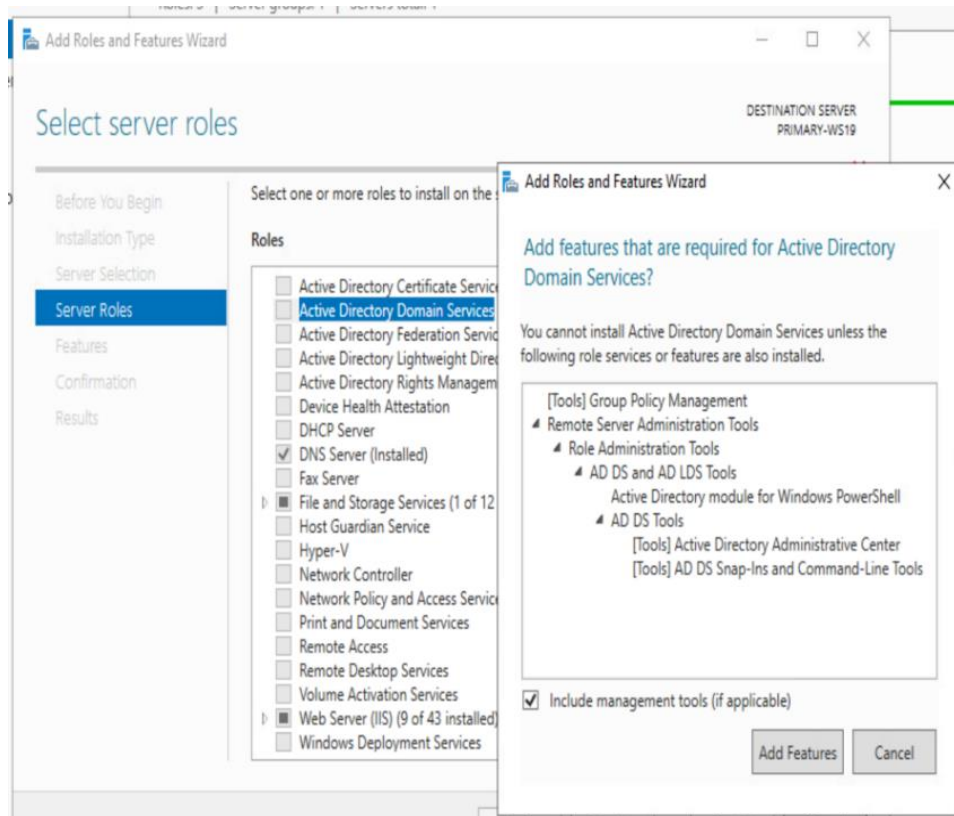 Add Roles and Features Wizard
Select server roles
DESTINATION SERVER
PRIMARY-WS19
Before You Begin
Installation Type
Server Selection
Server Roles
Features
Confirmation
Results
Select one or more roles to install on the
Roles
Active Directory Certificate Service
Active Directory Domain Services
Active Directory Federation Servic
Active Directory Lightweight Direc
Active Directory Rights Managem
Device Health Attestation
DHCP Server
DNS Server (Installed)
Fax Server
File and Storage Services (1 of 12
Host Guardian Service
Hyper-V
Network Controller
Network Policy and Access Service
Print and Document Services
Remote Access
Remote Desktop Services
Volume Activation Services
Web Server (IIS) (9 of 43 installed)
Windows Deployment Services
Add Roles and Features Wizard
Add features that are required for Active Directory
Domain Services?
You cannot install Active Directory Domain Services unless the
following role services or features are also installed.
[Tools] Group Policy Management
Remote Server Administration Tools
Role Administration Tools
AD DS and AD LDS Tools
Active Directory module for Windows PowerShell
AD DS Tools
[Tools] Active Directory Administrative Center
[Tools] AD DS Snap-Ins and Command-Line Tools
Include management tools (if applicable)
Add Features
Cancel